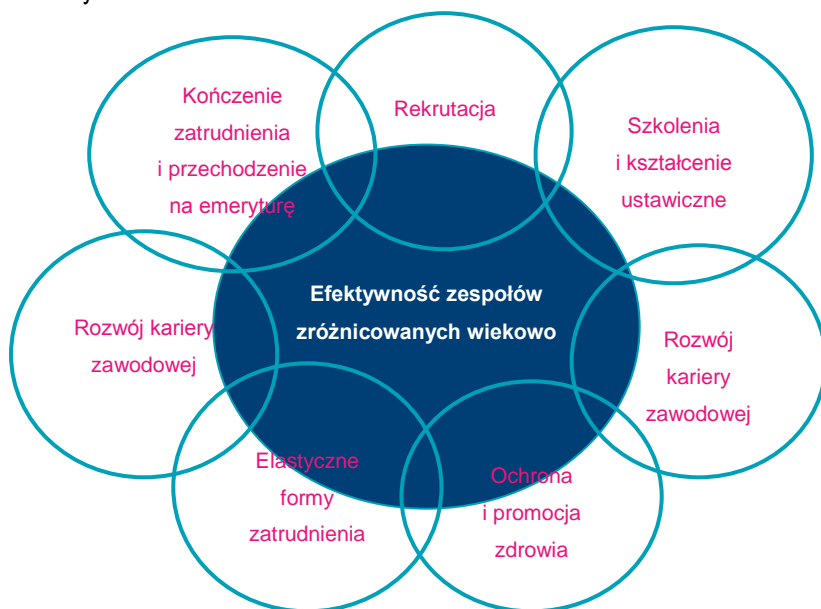 Kończenie
zatrudnienia
i przechodzenie
na emeryturę
Rekrutacja
Szkolenia
i kształcenie
ustawiczne
Efektywność zespołów
zróżnicowanych wiekowo
Rozwój kariery
zawodowej
Rozwój
kariery
zawodowej
Elastyczne
formy
zatrudnienia
Ochrona
i promocja
zdrowia